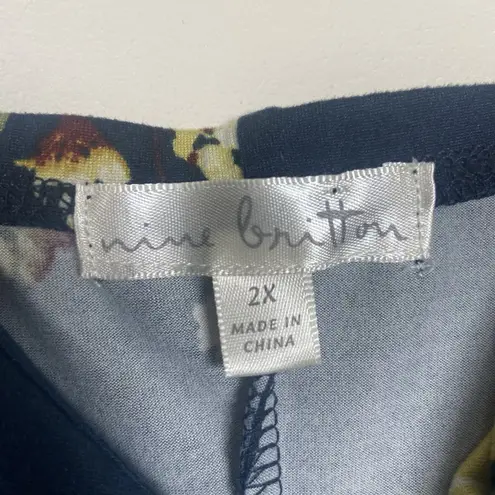 nine britton
2X
MADE IN
CHINA